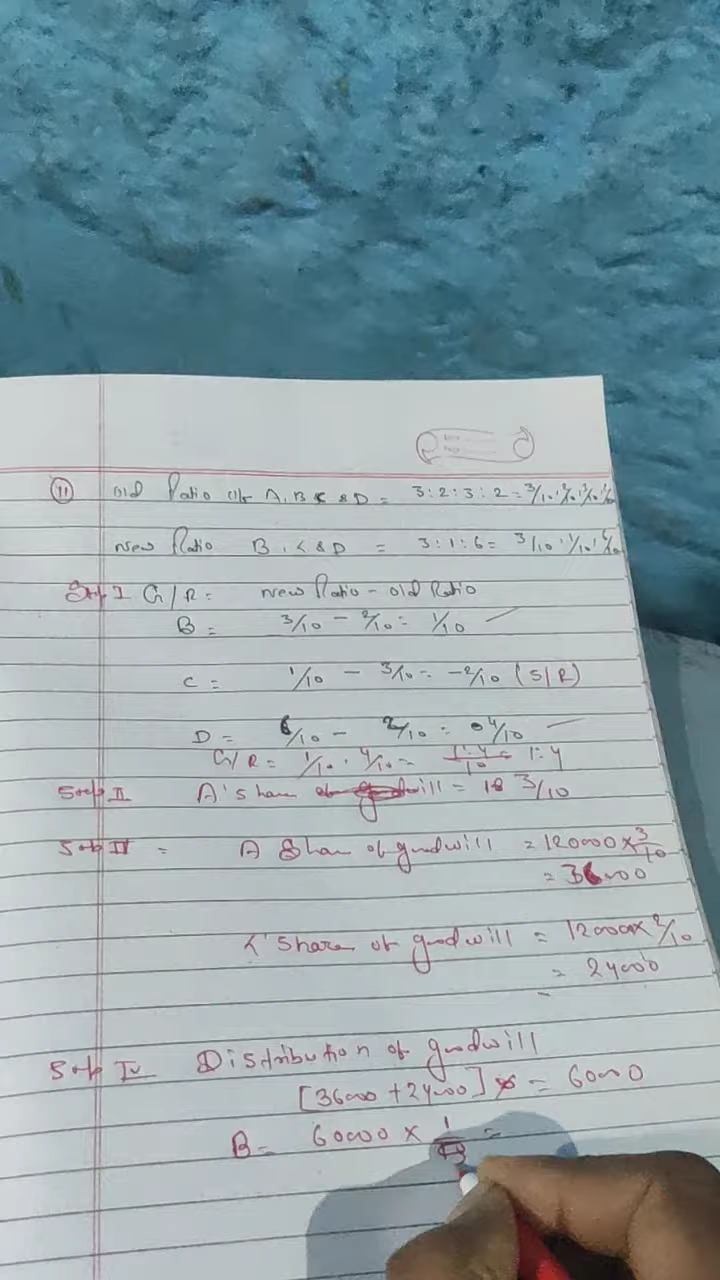 11 old Ratio of A, B C & D = 3:2:3:2 = 3/10:2/10:3/10:2/10
New Ratio B, C & D = 3:1:6 = 3/10:1/10:6/10
Step I G/R = New Ratio - old Ratio
B = 3/10 - 2/10 = 1/10
C = 1/10 - 3/10 = -2/10 (S/R)
D = 6/10 - 2/10 = 4/10
G/R = 1/10 : 4/10 = 1:4/10 = 1:4
Step II A's share = 3/10
Step II = A Share of goodwill = 120000 x 3/10
= 36000
C' share of goodwill = 120000 x 2/10
= 24000
Step IV Distribution of goodwill
[36000 + 24000] = 60000
B = 60000 x 1/ =